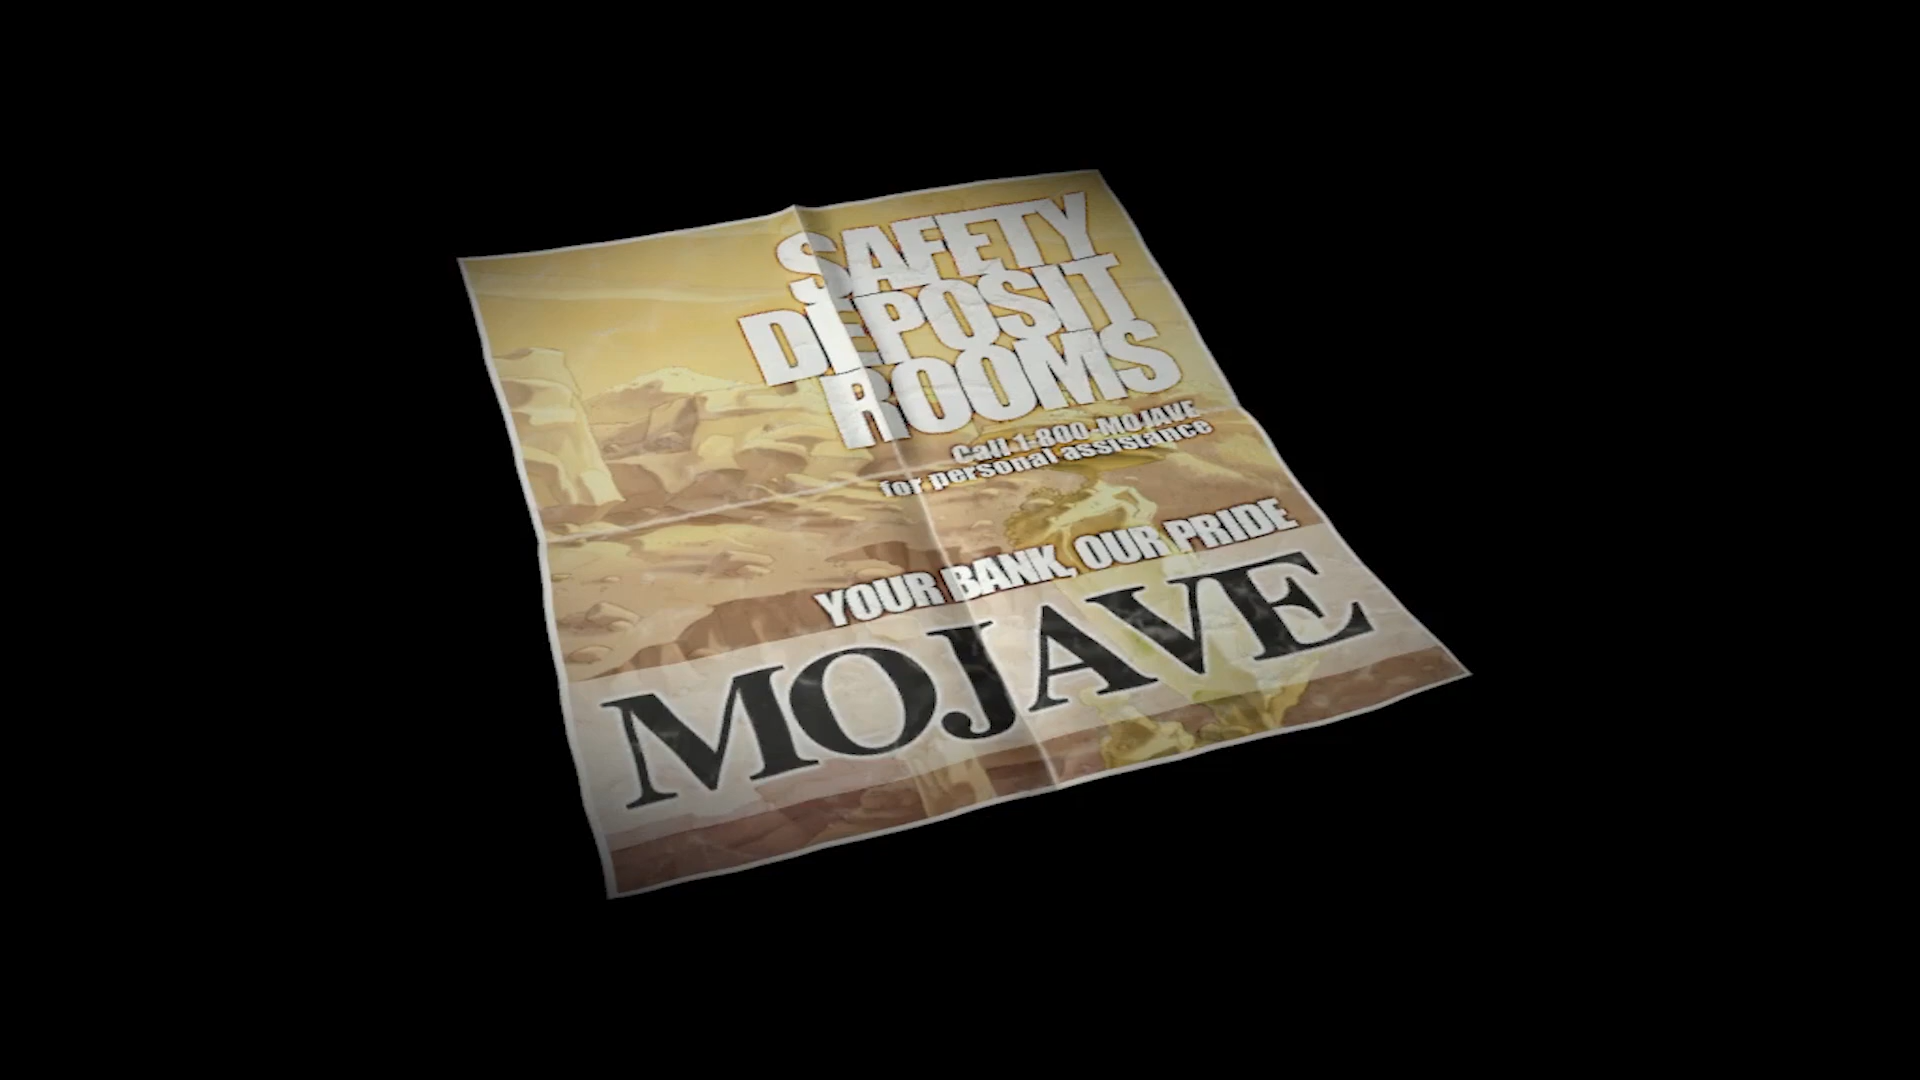 SAFETY
DEPOSIT
ROOMS
Call 1-800-MOJAVE
for personal assistance
YOUR BANK, OUR PRIDE
MOJAVE